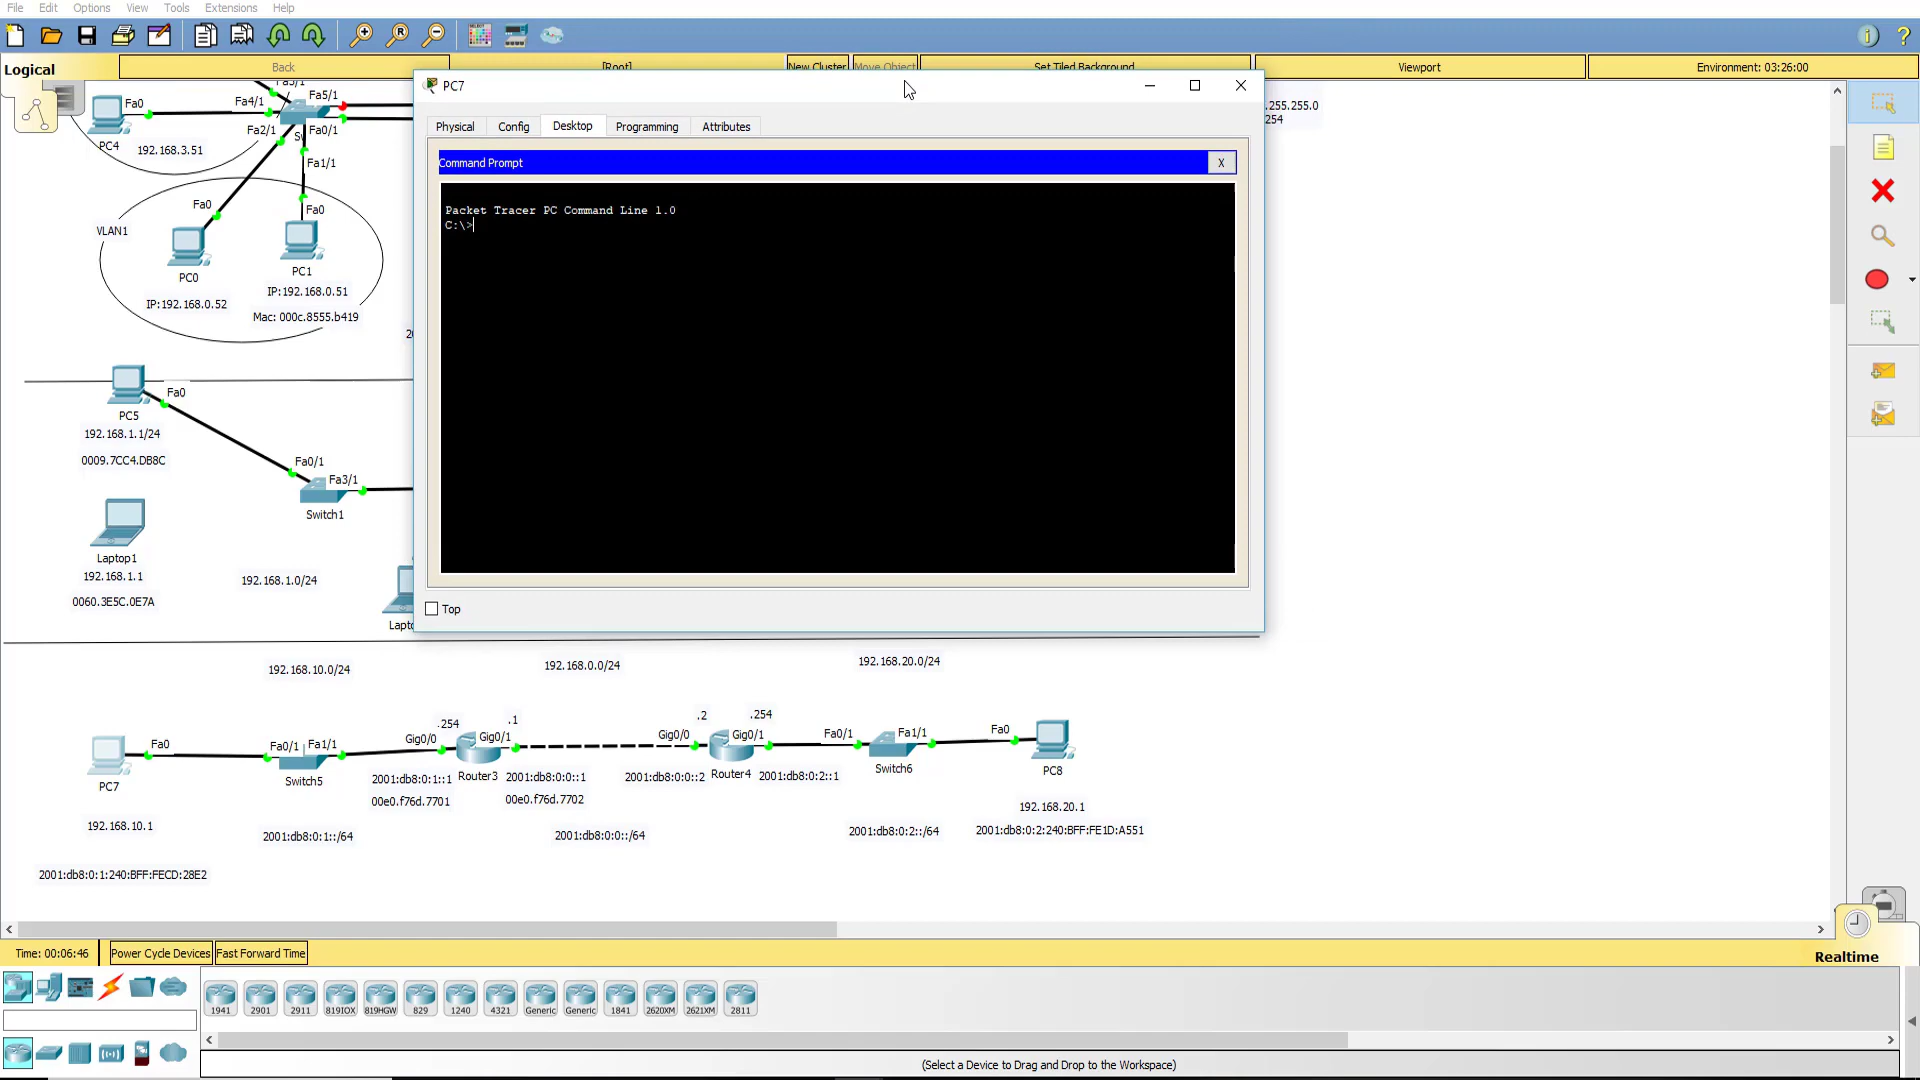 File Edit Options View Tools Extensions Help
Logical
Back
[Root]
New Cluster
Move Object
Set Tiled Background
Viewport
Environment: 03:26:00
PC7
Physical Config Desktop Programming Attributes
Command Prompt
X
Packet Tracer PC Command Line 1.0
C:\>
Top
Fa5/1
Fa0
Fa4/1
Fa2/1
Fa0/1
PC4
192.168.3.51
Fa1/1
Fa0
Fa0
VLAN1
PC0
PC1
IP:192.168.0.52
IP:192.168.0.51
Mac: 000c.8555.b419
.255.255.0
254
Fa0
PC5
192.168.1.1/24
0009.7CC4.DB8C
Fa0/1
Fa3/1
Switch1
Laptop1
192.168.1.1
192.168.1.0/24
0060.3E5C.0E7A
192.168.10.0/24
192.168.0.0/24
192.168.20.0/24
.254
.1
.2
.254
Fa0
Fa0/1
Fa1/1
Gig0/0
Gig0/1
Gig0/0
Gig0/1
Fa0/1
Fa1/1
Fa0
PC7
Switch5
Router3
Router4
Switch6
PC8
2001:db8:0:1::1
2001:db8:0:0::1
2001:db8:0:0::2
2001:db8:0:2::1
00e0.f76d.7701
00e0.f76d.7702
192.168.20.1
192.168.10.1
2001:db8:0:1::/64
2001:db8:0:0::/64
2001:db8:0:2::/64
2001:db8:0:2:240:BFF:FE1D:A551
2001:db8:0:1:240:BFF:FECD:28E2
Time: 00:06:46
Power Cycle Devices
Fast Forward Time
Realtime
1941 2901 2911 819IOX 819HGW 829 1240 4321 Generic Generic 1841 2620XM 2621XM 2811
(Select a Device to Drag and Drop to the Workspace)